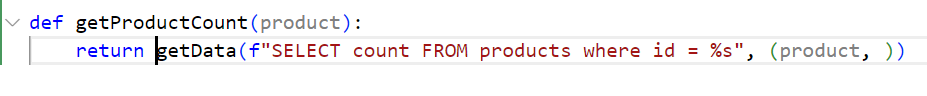 def getProductCount(product):
return getData(f"SELECT count FROM products where id = %s", (product, ))